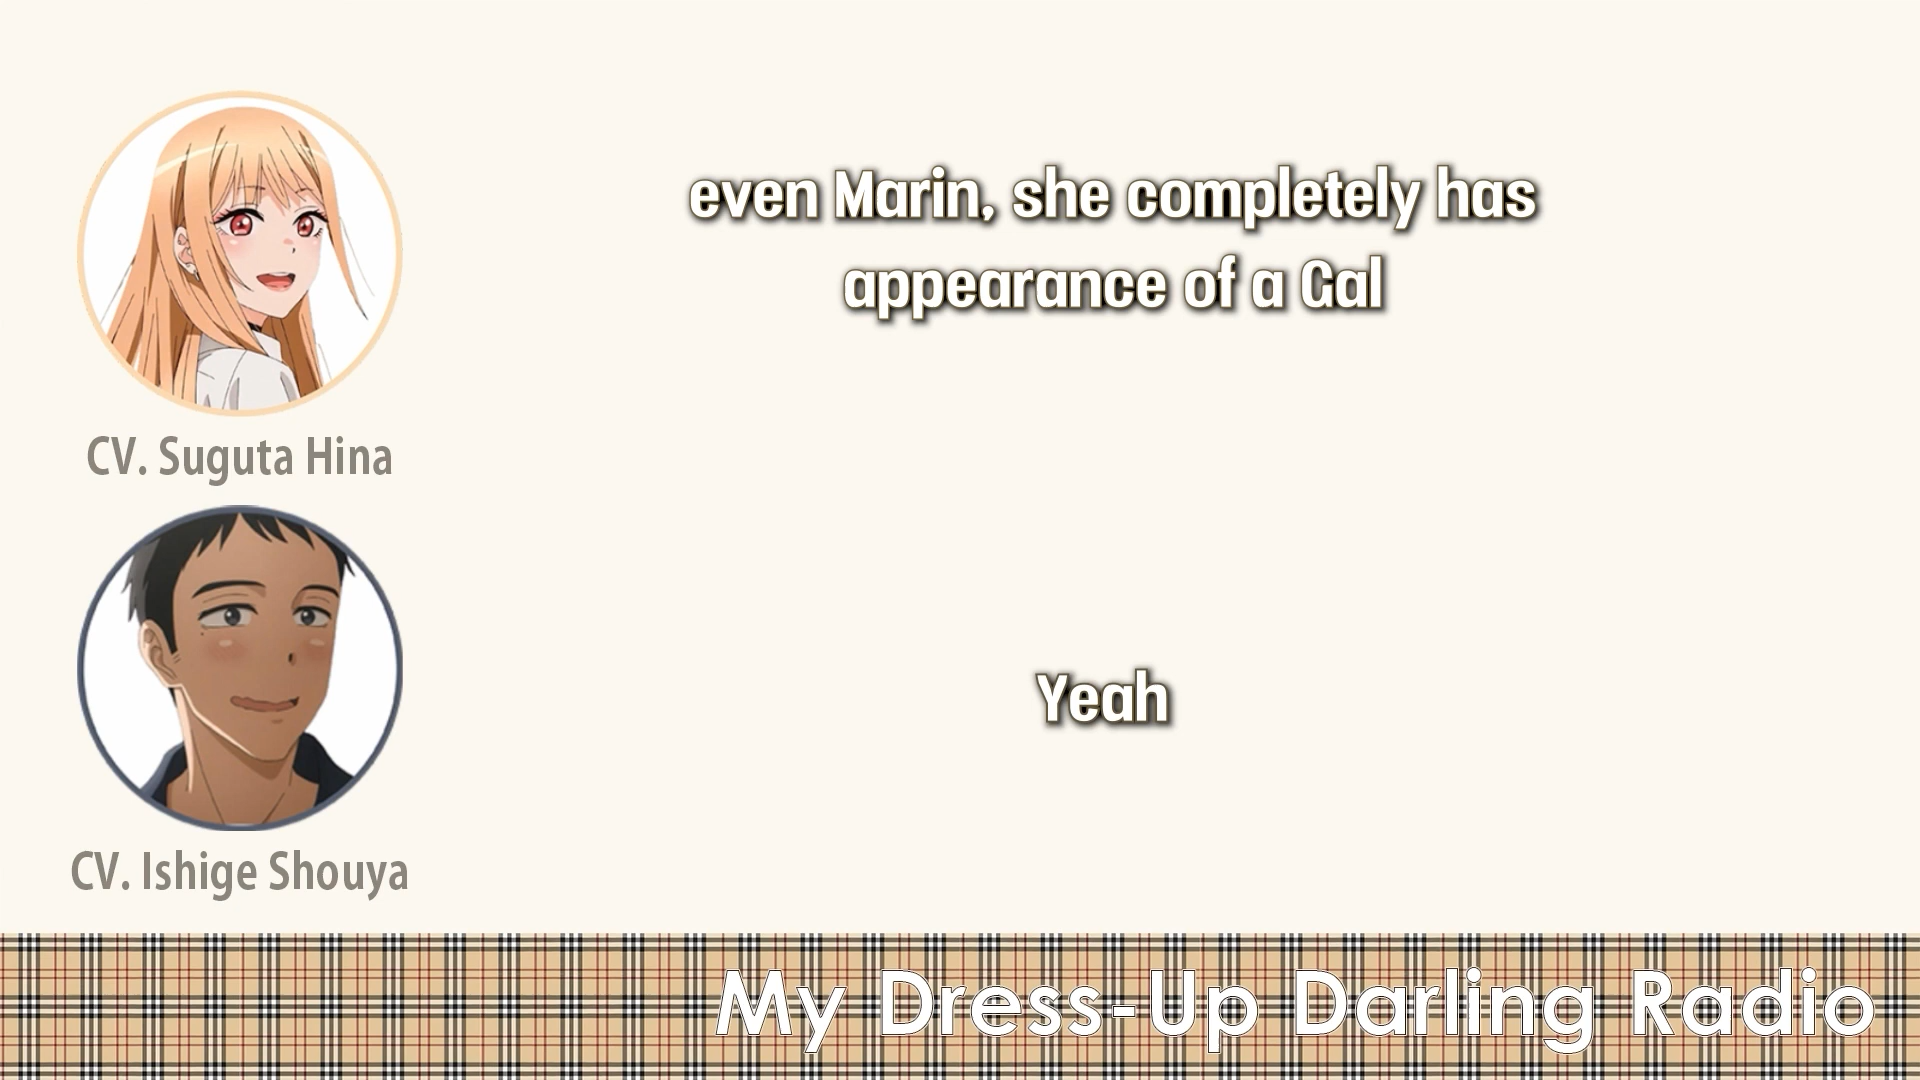 even Marin, she completely has
appearance of a Gal
CV. Suguta Hina
Yeah
CV. Ishige Shouya
My Dress-Up Darling Radio